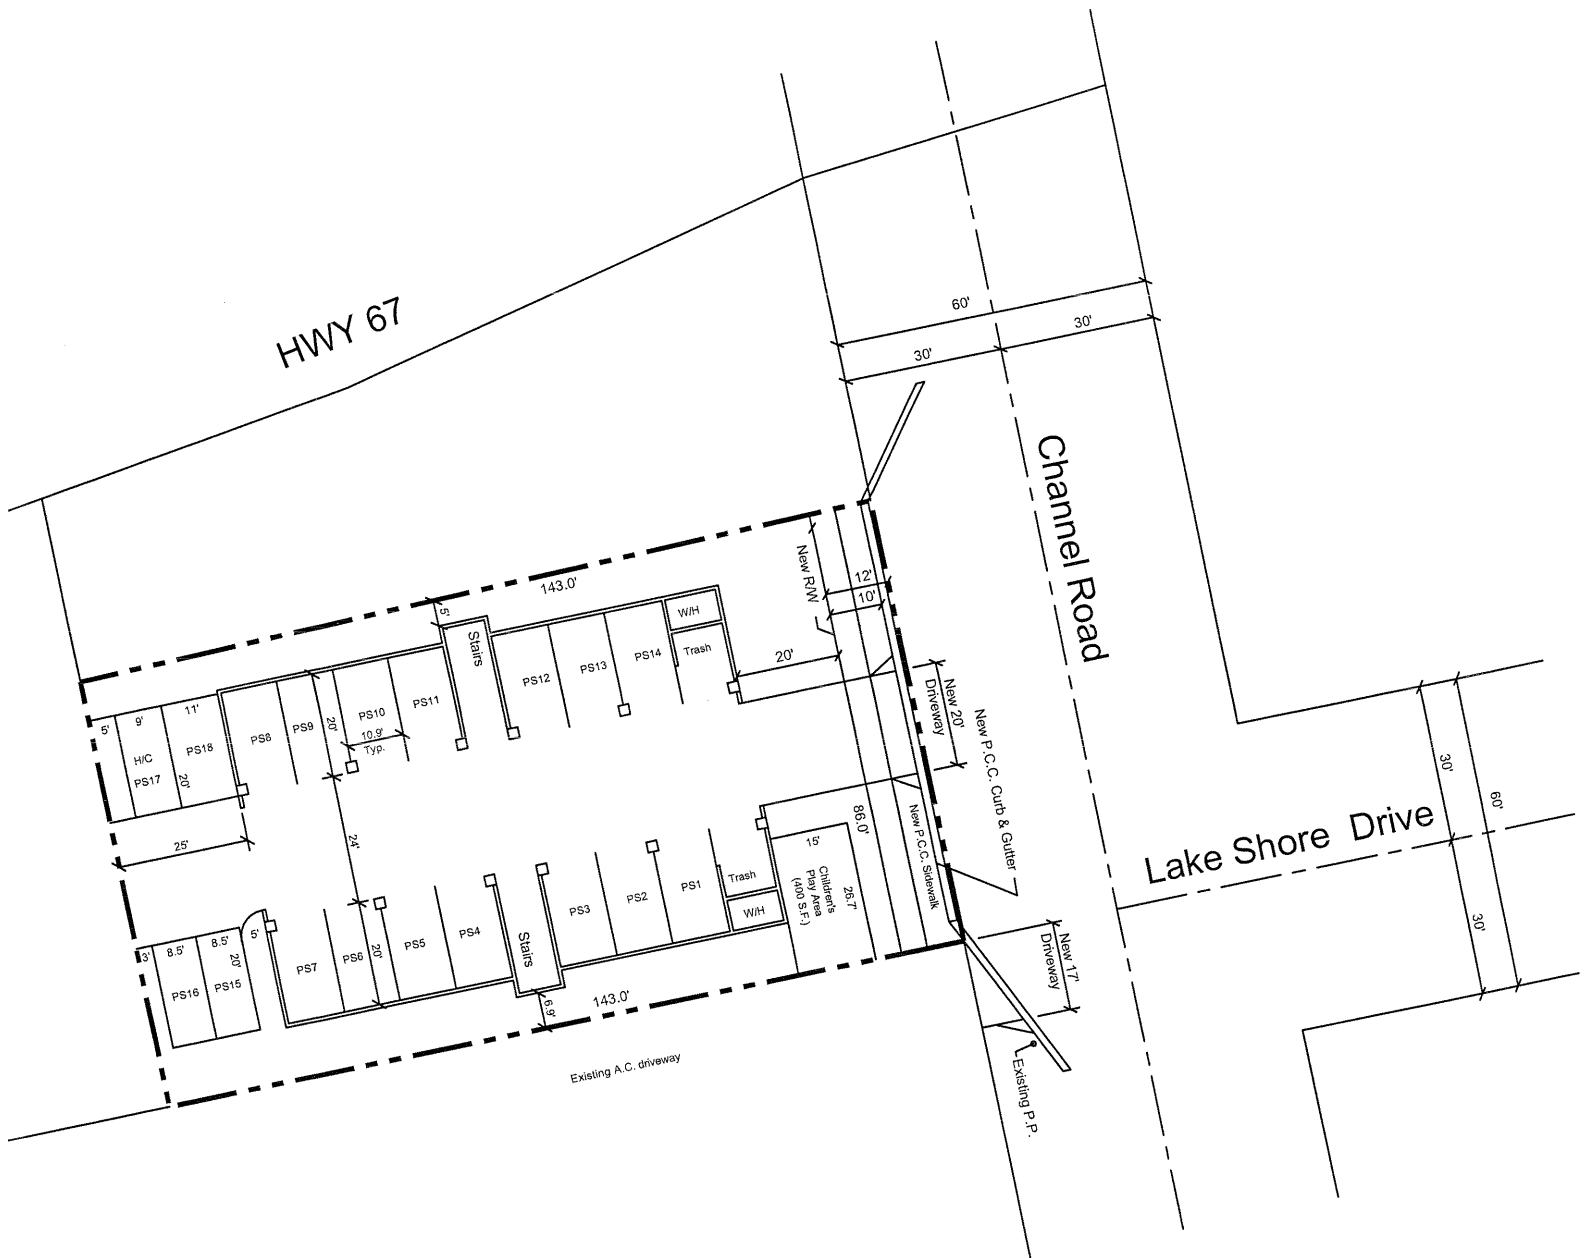 HWY 67
60'
30'
30'
Channel Road
143.0'
New R/W
12'
10'
5'
Stairs
W/H
Trash
PS14
PS13
PS12
20'
PS11
PS10
10.9'
Typ.
20'
PS9
PS8
11'
9'
5'
PS18
20'
H/C
PS17
25'
24'
New 20'
Driveway
New P.C.C. Curb & Gutter
86.0'
New P.C.C. Sidewalk
15'
26.7'
Children's
Play Area
(400 S.F.)
Trash
W/H
PS1
PS2
PS3
Stairs
PS4
PS5
20'
PS6
PS7
5'
8.5'
8.5'
3'
20'
PS15
PS16
6.9'
143.0'
Existing A.C. driveway
New 17'
Driveway
Existing P.P.
Lake Shore Drive
30'
60'
30'